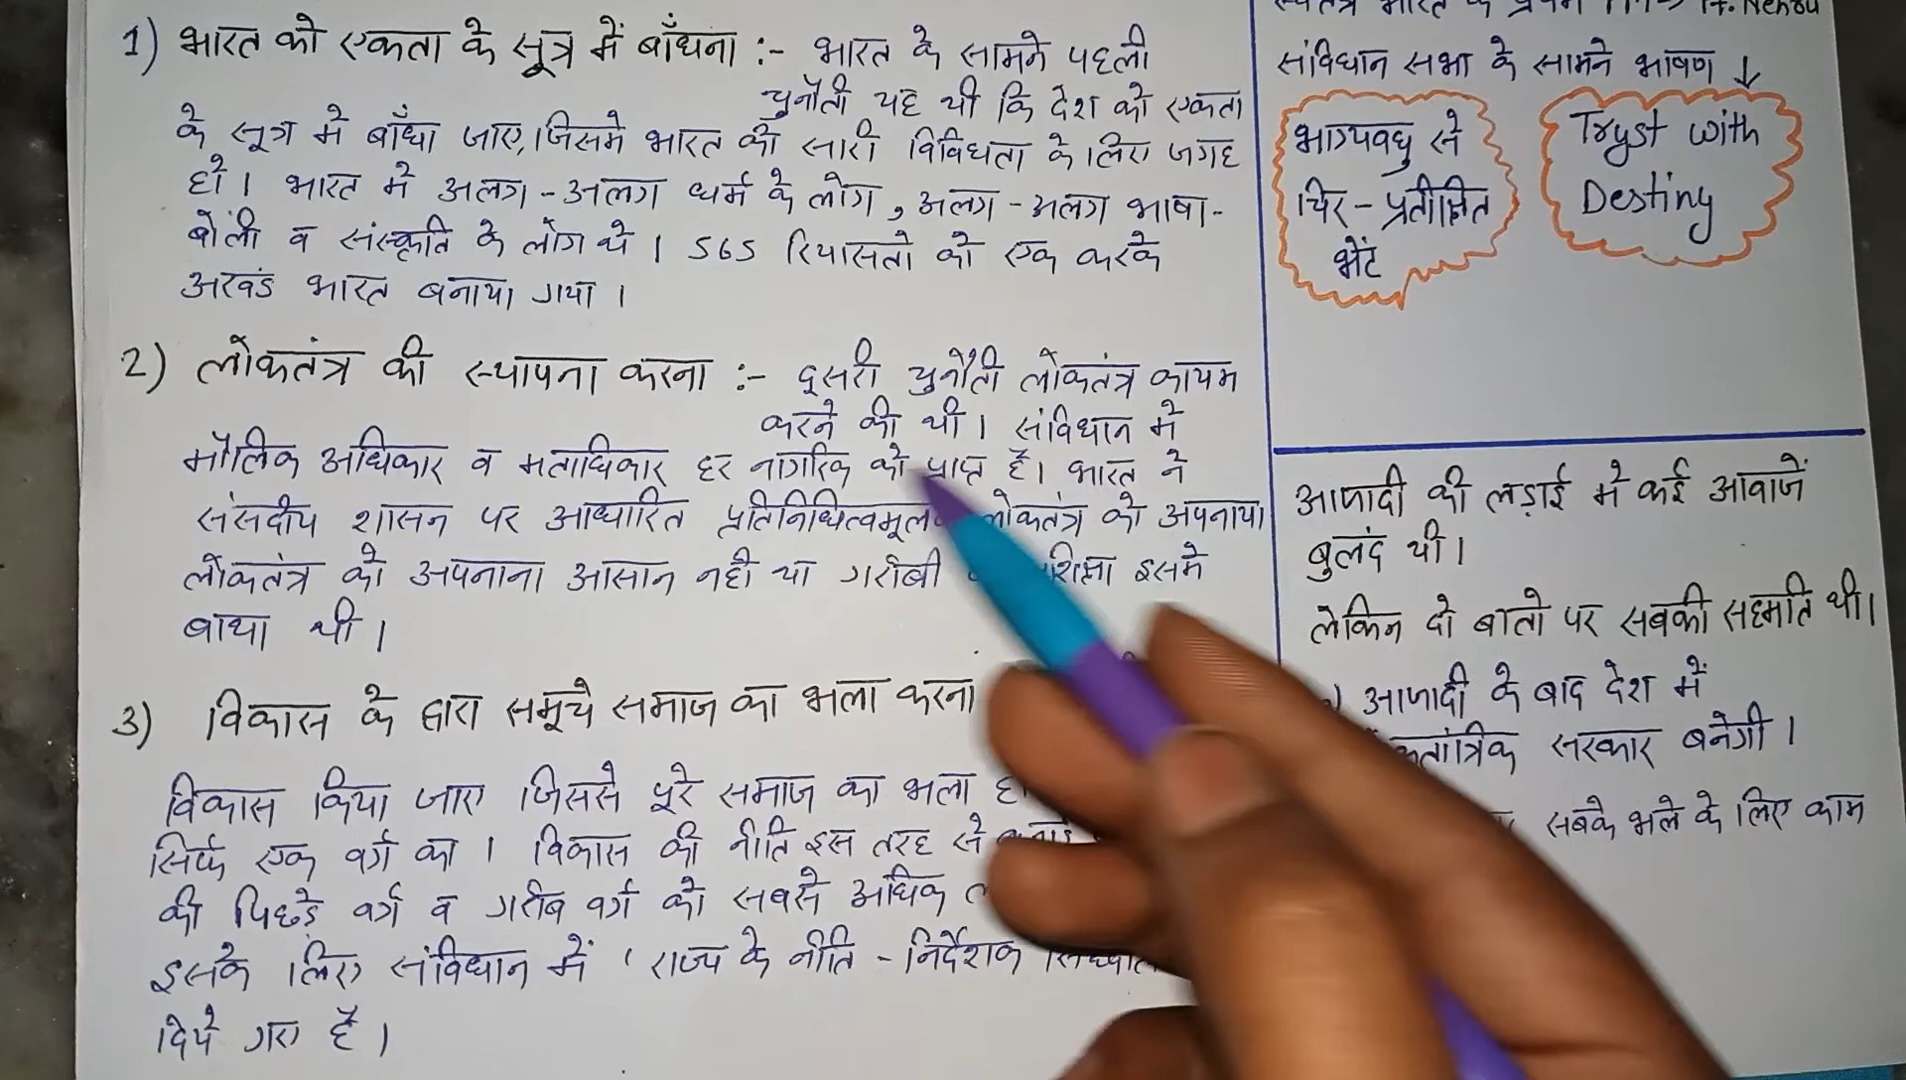 1) भारत को एकता के सूत्र में बाँधना :- भारत के सामने पहली
चुनौती यह थी कि देश को एकता
के सूत्र मे बाँधा जाए, जिसमे भारत की सारी विविधता के लिए जगह
हो। भारत मे अलग-अलग धर्म के लोग, अलग-अलग भाषा-
बोली व संस्कृति के लोग थे। 565 रियासतो को एक करके
अखंड भारत बनाया गया।
2) लोकतंत्र की स्थापना करना :- दूसरी चुनौती लोकतंत्र कायम
करने की थी। संविधान मे
मौलिक अधिकार व मताधिकार हर नागरिक को प्राप्त है। भारत ने
संसदीय शासन पर आधारित प्रतिनिधित्वमूलक लोकतंत्र को अपनाया
लोकतंत्र को अपनाना आसान नही था गरीबी इसमे
बाधा थी।
3) विकास के द्वारा समूचे समाज का भला करना
विकास किया जाए जिससे पूरे समाज का भला
सिर्फ एक वर्ग का। विकास की नीति इस तरह से
की पिछड़े वर्ग व गरीब वर्ग को सबसे अधिक
इसके लिए संविधान में 'राज्य के नीति-निर्देशक
दिये गए है।
स्वतंत्र भारत के प्रथम PM → P. Nehru
संविधान सभा के सामने भाषण ↓
भाग्यवधु से
चिर-प्रतीक्षित
भेंट
Tryst with
Destiny
आजादी की लड़ाई मे कई आवाजें
बुलंद थी।
लेकिन दो बातो पर सबकी सहमति थी।
आजादी के बाद देश में
सरकार बनेगी।
सबके भले के लिए काम